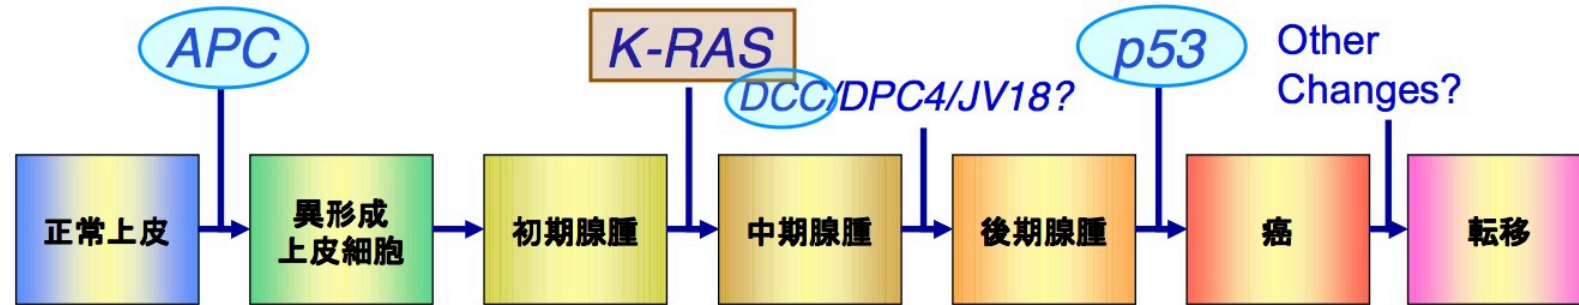 APC
K-RAS
DCC/DPC4/JV18?
p53
Other
Changes?
正常上皮
異形成
上皮細胞
初期腺腫
中期腺腫
後期腺腫
癌
転移